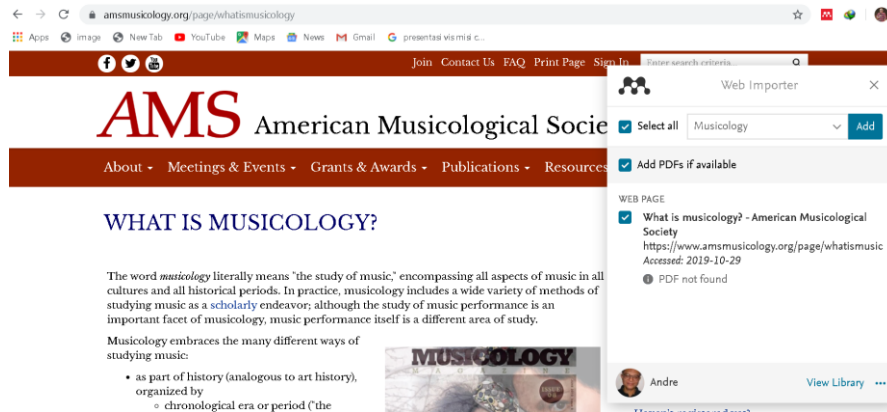 amsmusicology.org/page/whatismusicology
Apps image New Tab YouTube Maps News Gmail presentasi vis misi c...
Join Contact Us FAQ Print Page Sign In Enter search criteria...
AMS American Musicological Socie
About Meetings & Events Grants & Awards Publications Resources
WHAT IS MUSICOLOGY?
The word musicology literally means "the study of music," encompassing all aspects of music in all
cultures and all historical periods. In practice, musicology includes a wide variety of methods of
studying music as a scholarly endeavor; although the study of music performance is an
important facet of musicology, music performance itself is a different area of study.
Musicology embraces the many different ways of
studying music:
• as part of history (analogous to art history),
organized by
◦ chronological era or period ("the
MUSICOLOGY
MAGAZINE
Web Importer
Select all Musicology Add
Add PDFs if available
WEB PAGE
What is musicology? - American Musicological
Society
https://www.amsmusicology.org/page/whatismusic
Accessed: 2019-10-29
PDF not found
Andre View Library